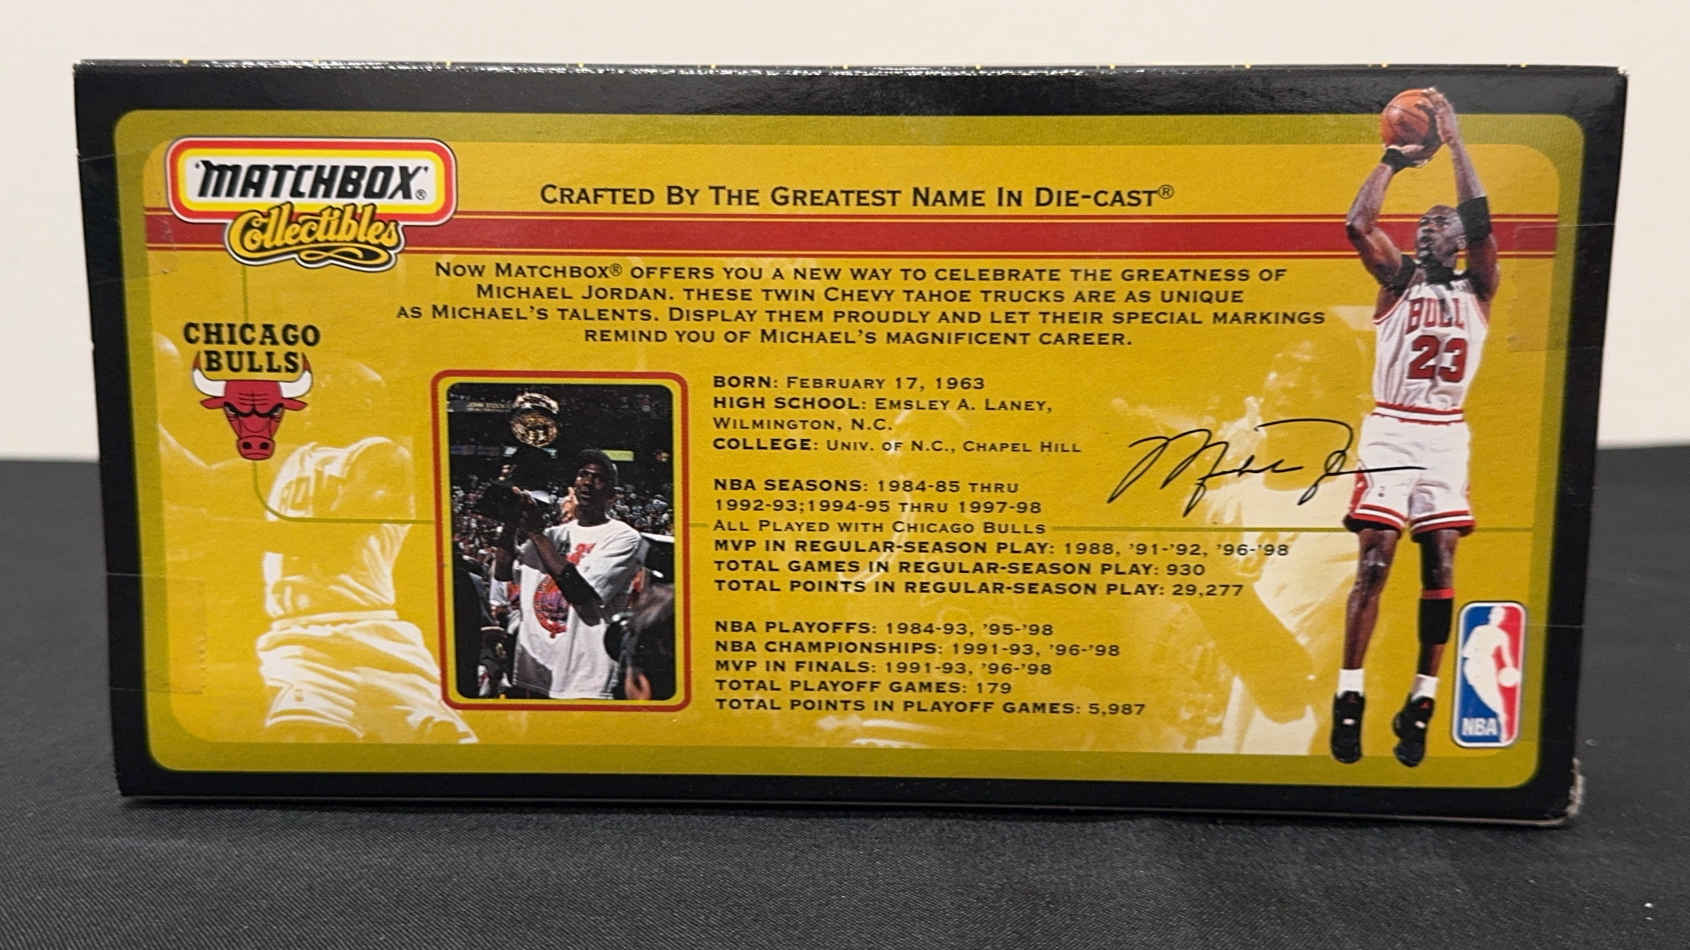 MATCHBOX®
Collectibles
CRAFTED BY THE GREATEST NAME IN DIE-CAST®
NOW MATCHBOX® OFFERS YOU A NEW WAY TO CELEBRATE THE GREATNESS OF
MICHAEL JORDAN. THESE TWIN CHEVY TAHOE TRUCKS ARE AS UNIQUE
AS MICHAEL'S TALENTS. DISPLAY THEM PROUDLY AND LET THEIR SPECIAL MARKINGS
REMIND YOU OF MICHAEL'S MAGNIFICENT CAREER.
CHICAGO
BULLS
BORN: FEBRUARY 17, 1963
HIGH SCHOOL: EMSLEY A. LANEY,
WILMINGTON, N.C.
COLLEGE: UNIV. OF N.C., CHAPEL HILL
NBA SEASONS: 1984-85 THRU
1992-93;1994-95 THRU 1997-98
ALL PLAYED WITH CHICAGO BULLS
MVP IN REGULAR-SEASON PLAY: 1988, '91-'92, '96-'98
TOTAL GAMES IN REGULAR-SEASON PLAY: 930
TOTAL POINTS IN REGULAR-SEASON PLAY: 29,277
NBA PLAYOFFS: 1984-93, '95-'98
NBA CHAMPIONSHIPS: 1991-93, '96-'98
MVP IN FINALS: 1991-93, '96-'98
TOTAL PLAYOFF GAMES: 179
TOTAL POINTS IN PLAYOFF GAMES: 5,987
BULL
23
NBA